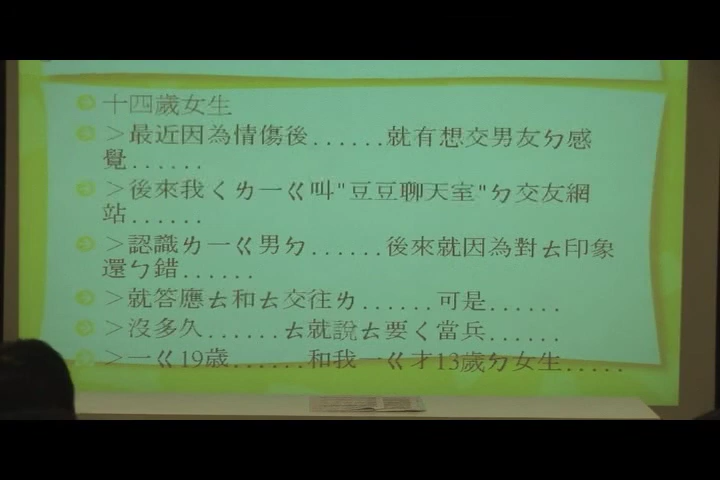 十四歲女生
>最近因為情傷後......就有想交男友ㄉ感
覺......
>後來我ㄑㄌ一ㄍ叫"豆豆聊天室"ㄉ交友網
站......
>認識ㄌ一ㄍ男ㄉ......後來就因為對ㄊ印象
還ㄅ錯......
>就答應ㄊ和ㄊ交往ㄌ......可是......
>沒多久......ㄊ就說ㄊ要ㄑ當兵......
>一ㄍ19歲......和我一ㄍ才13歲ㄉ女生.....